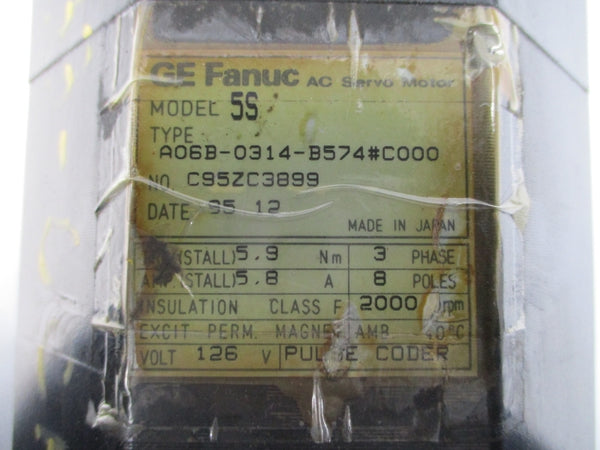 GE Fanuc AC Servo Motor
MODEL 5S
TYPE
A06B-0314-B574#C000
NO. C95ZC3899
DATE 95.12
MADE IN JAPAN
(STALL) 5.9 Nm 3 PHASE
AMP.(STALL) 5.8 A 8 POLES
INSULATION CLASS F 2000 rpm
EXCIT PERM. MAGNET AMB 40°C
VOLT 126 V PULSE CODER